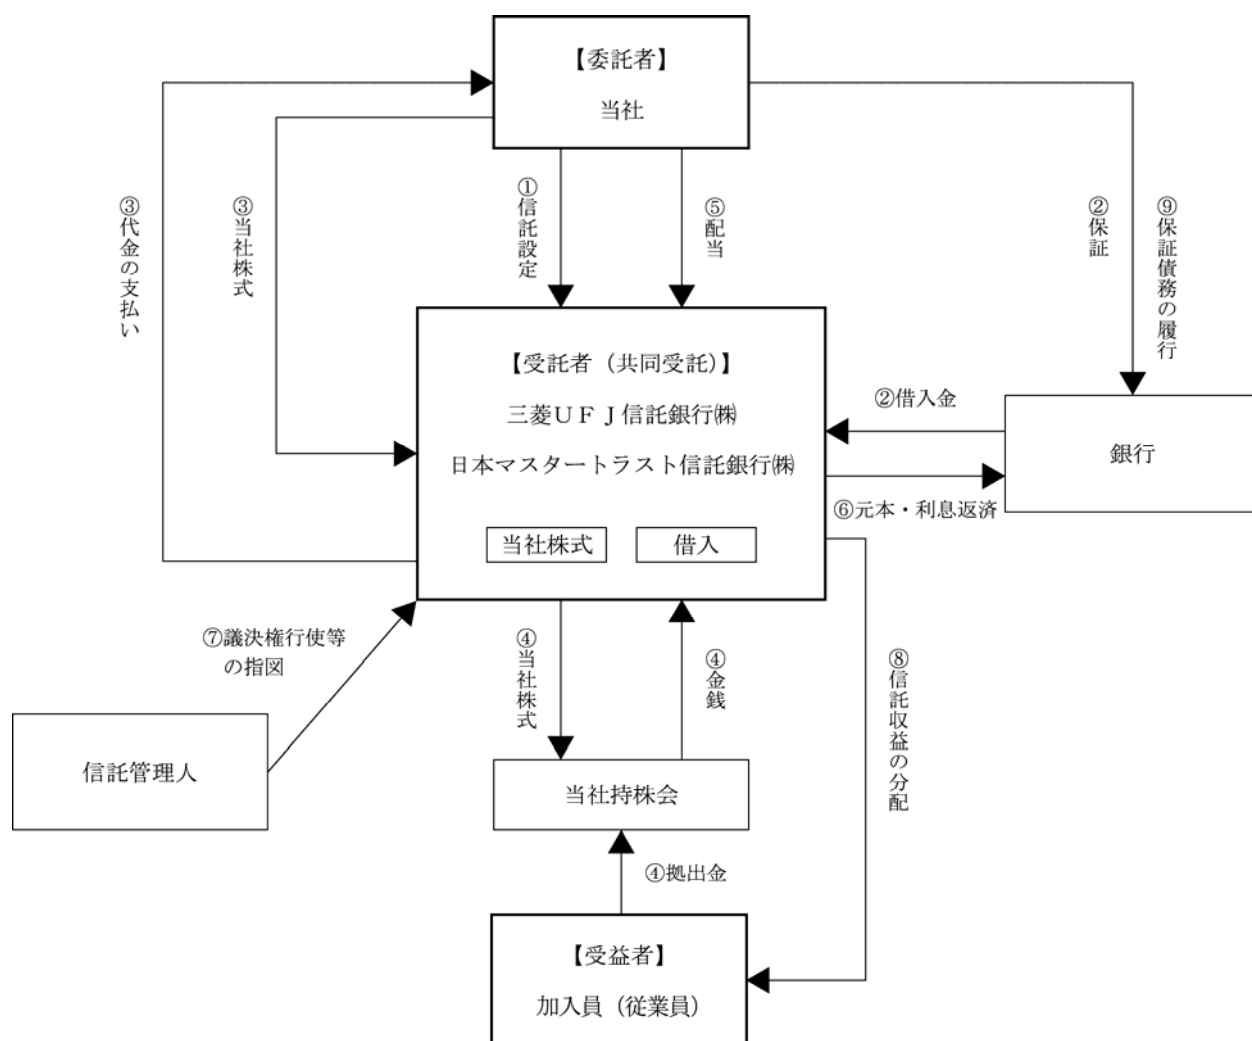 【委託者】
当社
③代金の支払い
③当社株式
①信託設定
⑤配当
②保証
⑨保証債務の履行
【受託者（共同受託）】
三菱ＵＦＪ信託銀行㈱
日本マスタートラスト信託銀行㈱
当社株式
借入
②借入金
銀行
⑥元本・利息返済
⑦議決権行使等
の指図
④当社株式
④金銭
⑧信託収益の分配
信託管理人
当社持株会
④拠出金
【受益者】
加入員（従業員）